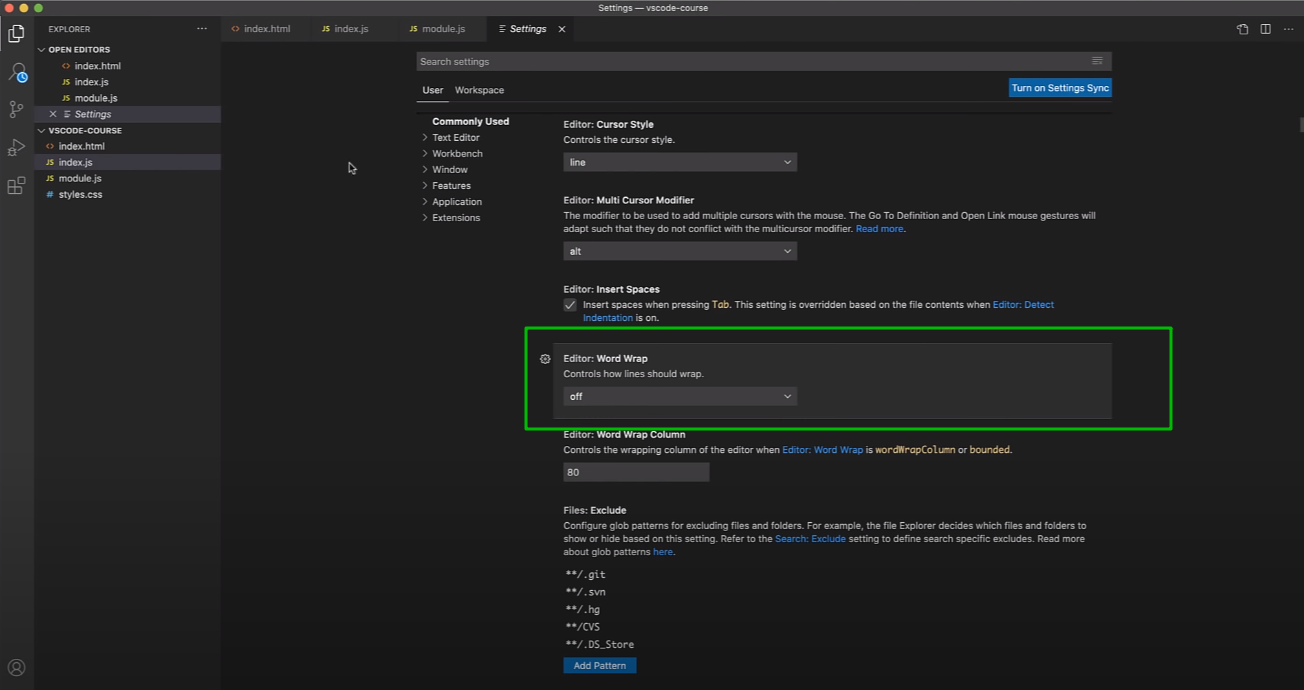 Settings — vscode-course
EXPLORER
index.html
JS index.js
JS module.js
Settings
OPEN EDITORS
index.html
JS index.js
JS module.js
Settings
VSCODE-COURSE
index.html
JS index.js
JS module.js
# styles.css
Search settings
User Workspace
Turn on Settings Sync
Commonly Used
Text Editor
Workbench
Window
Features
Application
Extensions
Editor: Cursor Style
Controls the cursor style.
line
Editor: Multi Cursor Modifier
The modifier to be used to add multiple cursors with the mouse. The Go To Definition and Open Link mouse gestures will
adapt such that they do not conflict with the multicursor modifier. Read more.
alt
Editor: Insert Spaces
Insert spaces when pressing Tab. This setting is overridden based on the file contents when Editor: Detect
Indentation is on.
Editor: Word Wrap
Controls how lines should wrap.
off
Editor: Word Wrap Column
Controls the wrapping column of the editor when Editor: Word Wrap is wordWrapColumn or bounded.
80
Files: Exclude
Configure glob patterns for excluding files and folders. For example, the file Explorer decides which files and folders to
show or hide based on this setting. Refer to the Search: Exclude setting to define search specific excludes. Read more
about glob patterns here.
**/.git
**/.svn
**/.hg
**/CVS
**/.DS_Store
Add Pattern